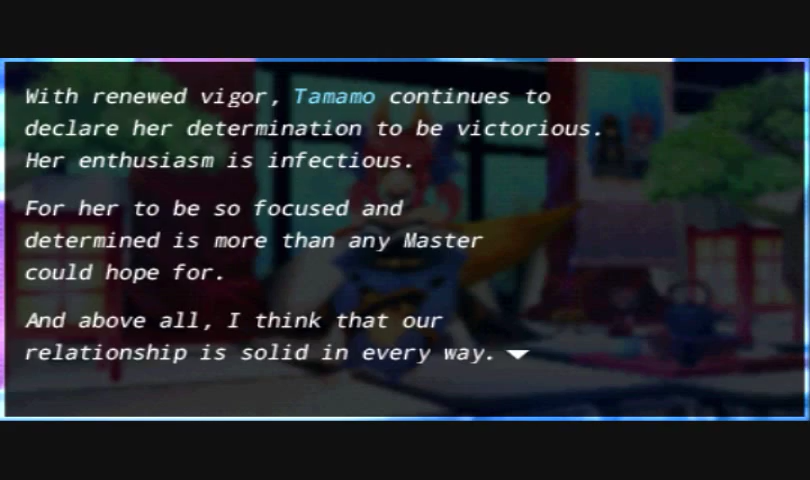 With renewed vigor, Tamamo continues to
declare her determination to be victorious.
Her enthusiasm is infectious.
For her to be so focused and
determined is more than any Master
could hope for.
And above all, I think that our
relationship is solid in every way.